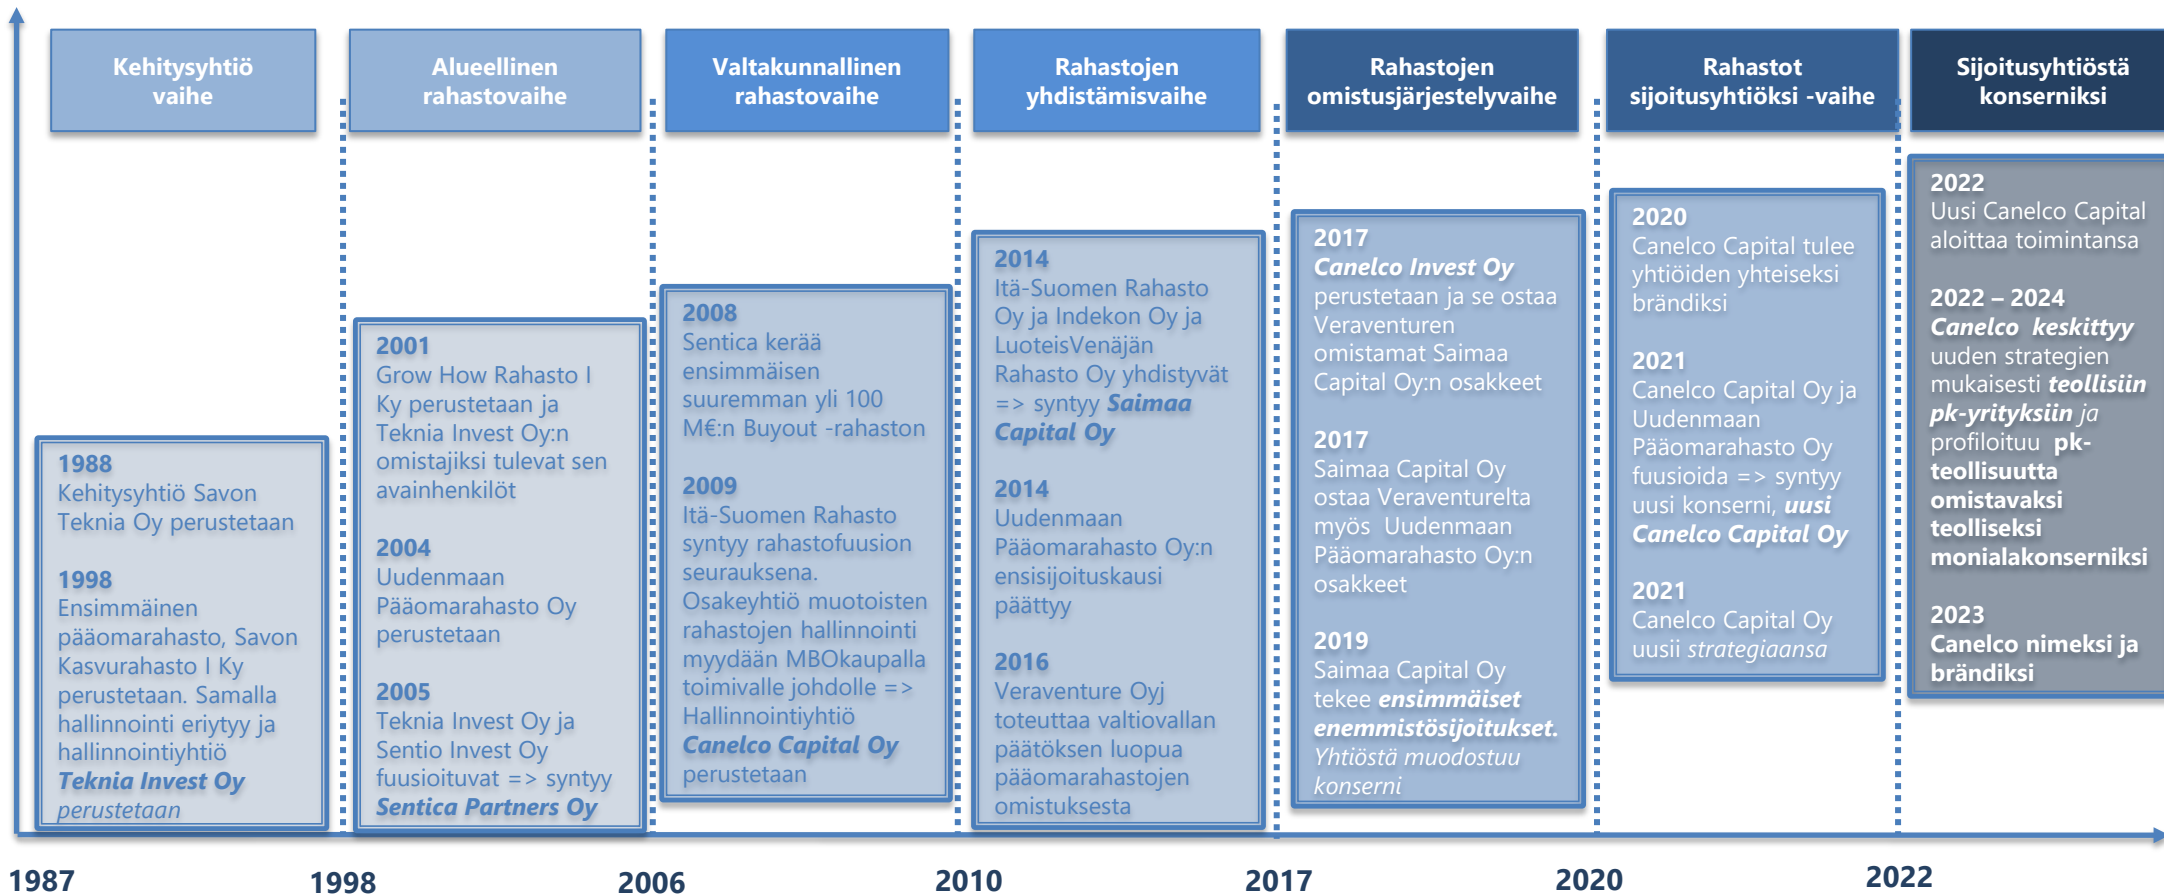 Kehitysyhtiö
vaihe
Alueellinen
rahastovaihe
Valtakunnallinen
rahastovaihe
Rahastojen
yhdistämisvaihe
Rahastojen
omistusjärjestelyvaihe
Rahastot
sijoitusyhtiöksi -vaihe
Sijoitusyhtiöstä
konserniksi
1988
Kehitysyhtiö Savon
Teknia Oy perustetaan
1998
Ensimmäinen
pääomarahasto, Savon
Kasvurahasto I Ky
perustetaan. Samalla
hallinnointi eriytyy ja
hallinnointiyhtiö
Teknia Invest Oy
perustetaan
2001
Grow How Rahasto I
Ky perustetaan ja
Teknia Invest Oy:n
omistajiksi tulevat sen
avainhenkilöt
2004
Uudenmaan
Pääomarahasto Oy
perustetaan
2005
Teknia Invest Oy ja
Sentio Invest Oy
fuusioituvat => syntyy
Sentica Partners Oy
2008
Sentica kerää
ensimmäisen
suuremman yli 100
M€:n Buyout -rahaston
2009
Itä-Suomen Rahasto
syntyy rahastofuusion
seurauksena.
Osakeyhtiö muotoisten
rahastojen hallinnointi
myydään MBOkaupalla
toimivalle johdolle =>
Hallinnointiyhtiö
Canelco Capital Oy
perustetaan
2014
Itä-Suomen Rahasto
Oy ja Indekon Oy ja
LuoteisVenäjän
Rahasto Oy yhdistyvät
=> syntyy Saimaa
Capital Oy
2014
Uudenmaan
Pääomarahasto Oy:n
ensisijoituskausi
päättyy
2016
Veraventure Oyj
toteuttaa valtiovallan
päätöksen luopua
pääomarahastojen
omistuksesta
2017
Canelco Invest Oy
perustetaan ja se ostaa
Veraventuren
omistamat Saimaa
Capital Oy:n osakkeet
2017
Saimaa Capital Oy
ostaa Veraventurelta
myös Uudenmaan
Pääomarahasto Oy:n
osakkeet
2019
Saimaa Capital Oy
tekee ensimmäiset
enemmistösijoitukset.
Yhtiöstä muodostuu
konserni
2020
Canelco Capital tulee
yhtiöiden yhteiseksi
brändiksi
2021
Canelco Capital Oy ja
Uudenmaan
Pääomarahasto Oy
fuusioida => syntyy
uusi konserni, uusi
Canelco Capital Oy
2021
Canelco Capital Oy
uusii strategiaansa
2022
Uusi Canelco Capital
aloittaa toimintansa
2022 – 2024
Canelco keskittyy
uuden strategien
mukaisesti teollisiin
pk-yrityksiin ja
profiloituu pk-
teollisuutta
omistavaksi
teolliseksi
monialakonserniksi
2023
Canelco nimeksi ja
brändiksi
1987
1998
2006
2010
2017
2020
2022